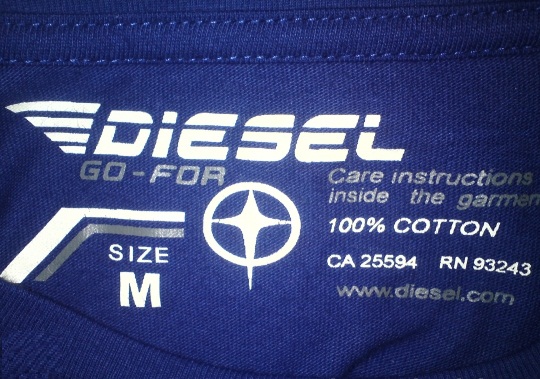 DIESEL
GO-FOR
Care instructions
inside the garmen
100% COTTON
SIZE
M
CA 25594 RN 93243
www.diesel.com